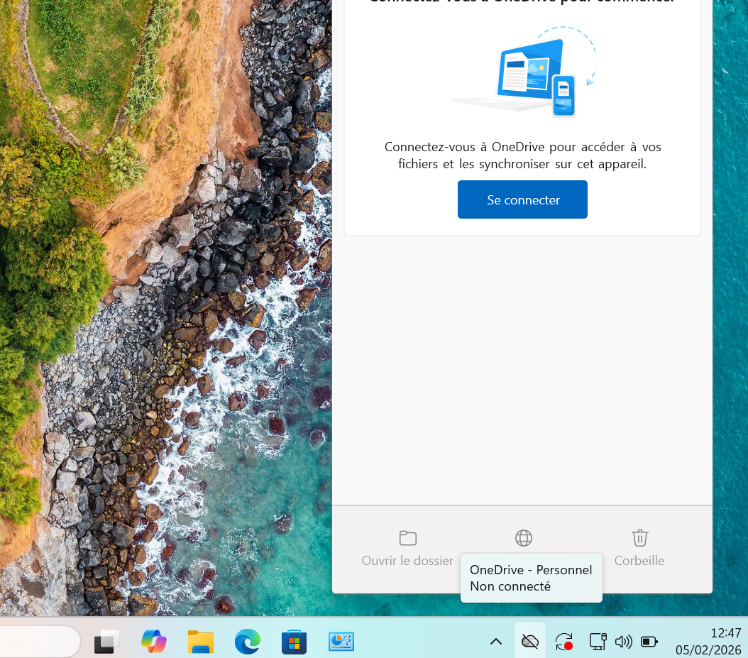 Connectez-vous à OneDrive pour commencer
Connectez-vous à OneDrive pour accéder à vos
fichiers et les synchroniser sur cet appareil.
Se connecter
Ouvrir le dossier
Corbeille
OneDrive - Personnel
Non connecté
12:47
05/02/2026